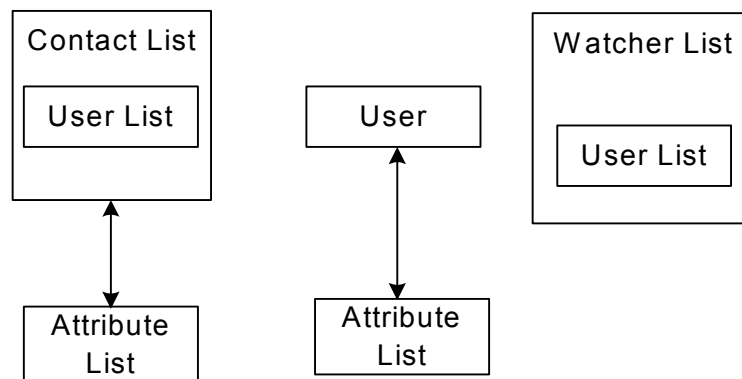 Contact List
User List
User
Watcher List
User List
Attribute
List
Attribute
List